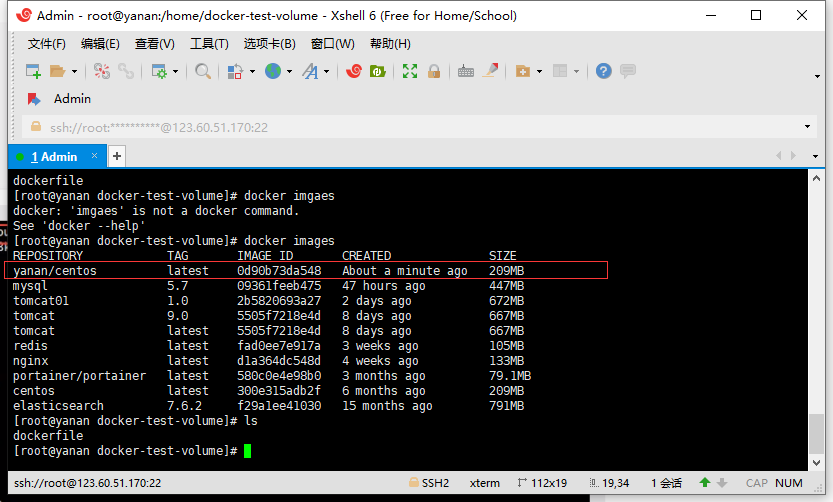 Admin - root@yanan:/home/docker-test-volume - Xshell 6 (Free for Home/School)
文件(F) 编辑(E) 查看(V) 工具(T) 选项卡(B) 窗口(W) 帮助(H)
Admin
ssh://root:**********@123.60.51.170:22
1 Admin
dockerfile
[root@yanan docker-test-volume]# docker imgaes
docker: 'imgaes' is not a docker command.
See 'docker --help'
[root@yanan docker-test-volume]# docker images
REPOSITORY TAG IMAGE ID CREATED SIZE
yanan/centos latest 0d90b73da548 About a minute ago 209MB
mysql 5.7 09361feeb475 47 hours ago 447MB
tomcat01 1.0 2b5820693a27 2 days ago 672MB
tomcat 9.0 5505f7218e4d 8 days ago 667MB
tomcat latest 5505f7218e4d 8 days ago 667MB
redis latest fad0ee7e917a 3 weeks ago 105MB
nginx latest d1a364dc548d 4 weeks ago 133MB
portainer/portainer latest 580c0e4e98b0 3 months ago 79.1MB
centos latest 300e315adb2f 6 months ago 209MB
elasticsearch 7.6.2 f29a1ee41030 15 months ago 791MB
[root@yanan docker-test-volume]# ls
dockerfile
[root@yanan docker-test-volume]#
ssh://root@123.60.51.170:22 SSH2 xterm 112x19 19,34 1 会话 CAP NUM